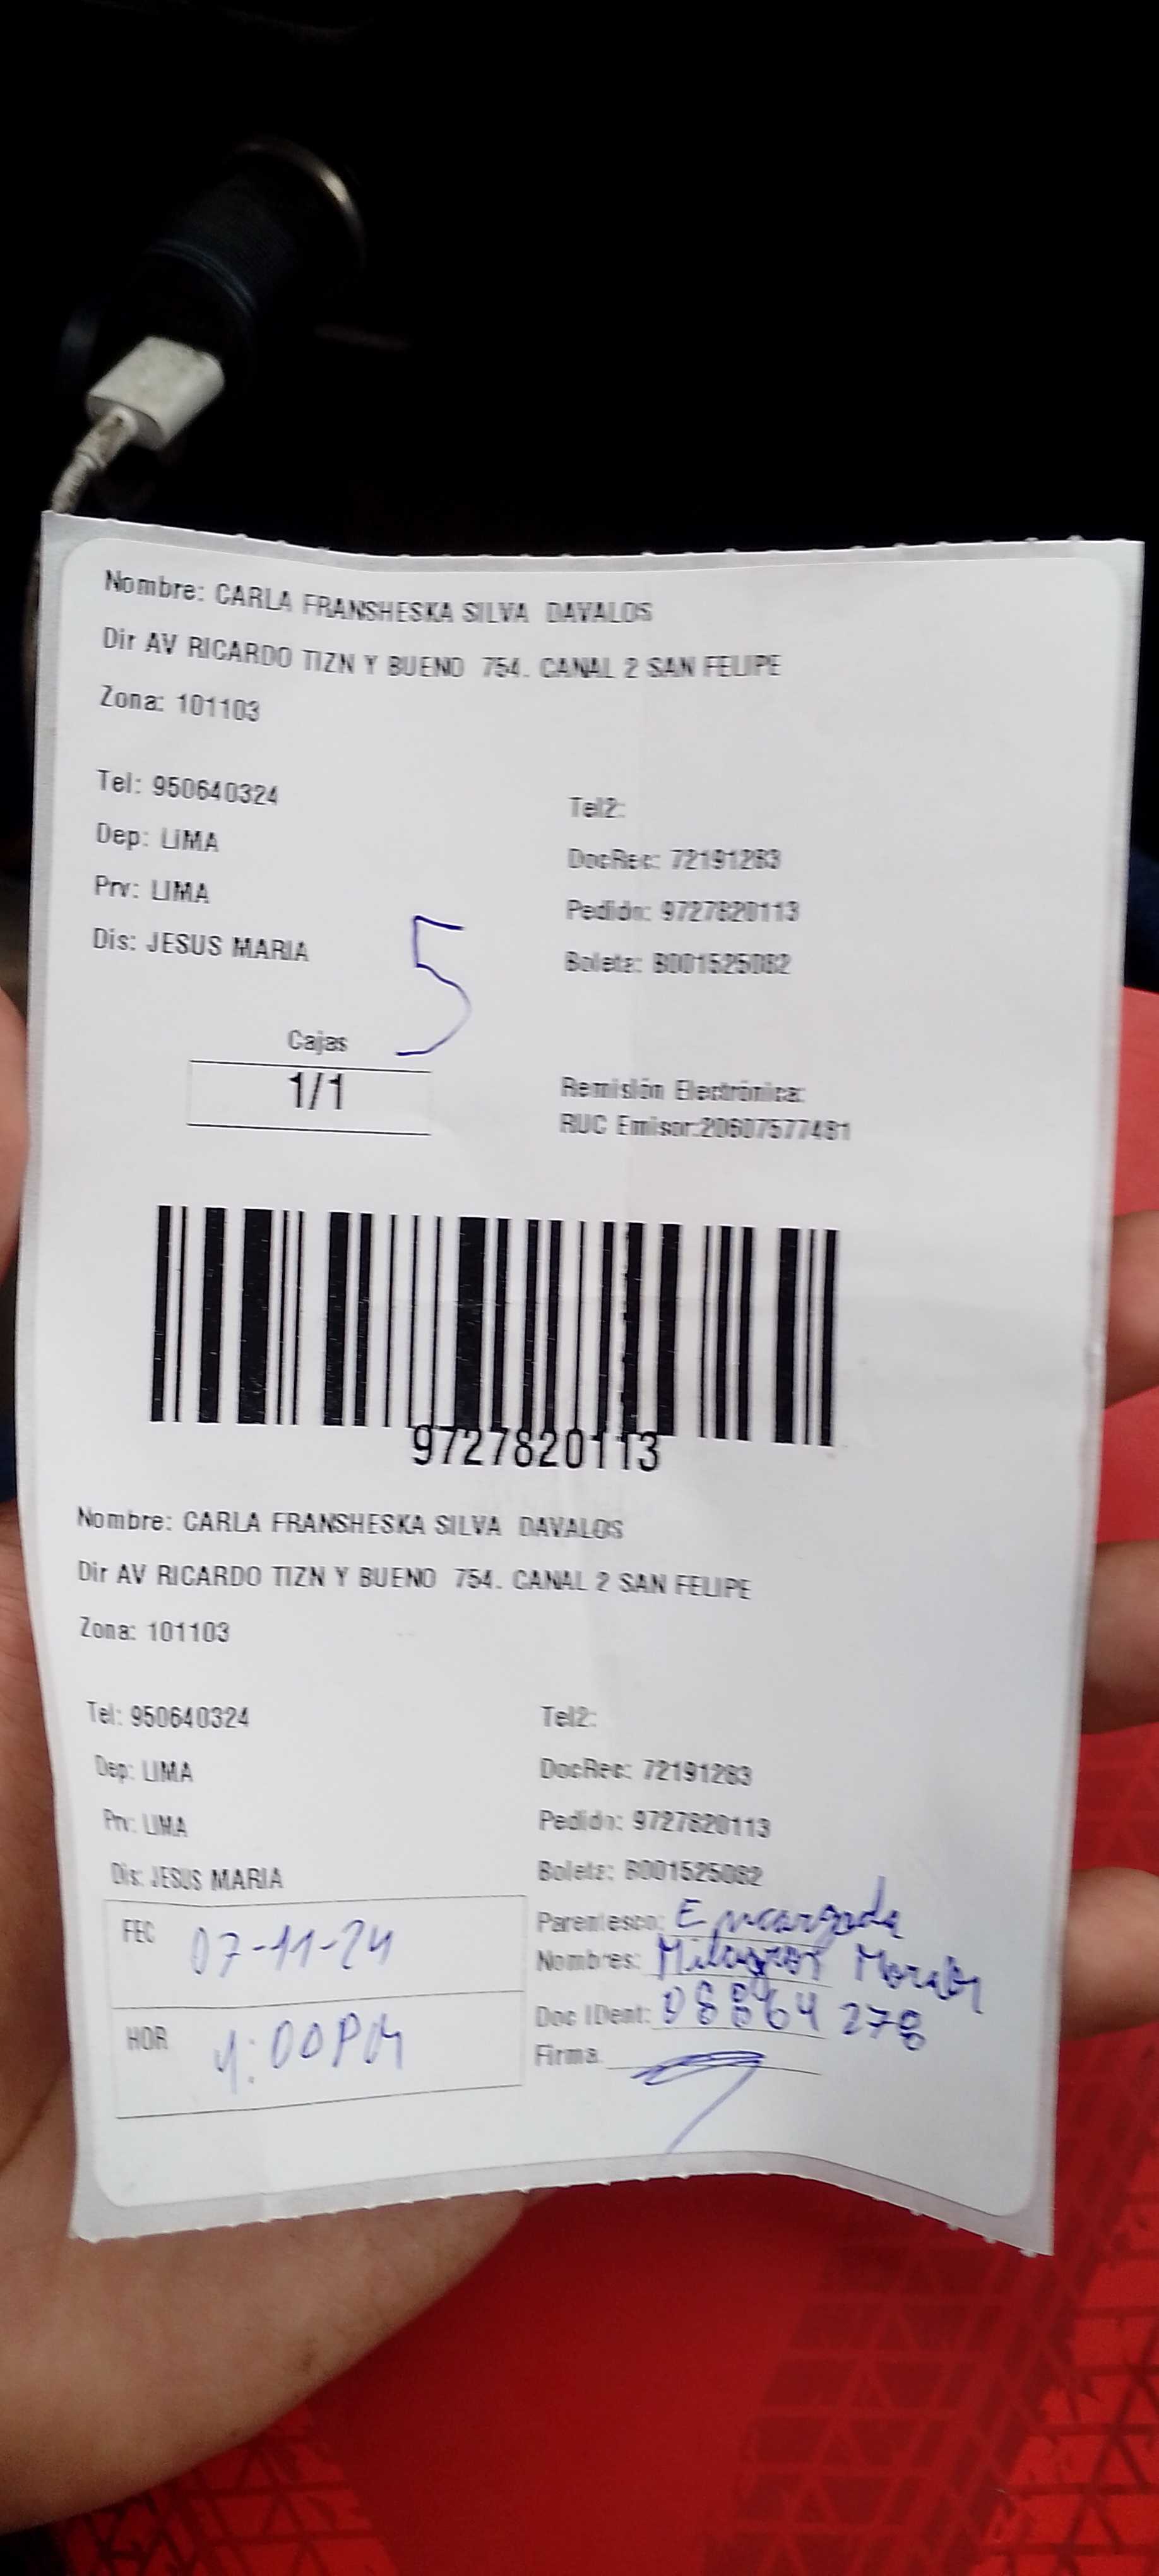 Nombre: CARLA FRANSHESKA SILVA DAVALOS
Dir AV RICARDO TIZN Y BUENO 754. CANAL 2 SAN FELIPE
Zona: 101103
Tel: 950640324
Tel2:
Dep: LIMA
DocRec: 72191263
Prv: LIMA
Pedido: 9727820113
Dis: JESUS MARIA
Boleta: B001525082
5
Cajas
1/1
Remisión Electrónica:
RUC Emisor:20607577481
9727820113
Nombre: CARLA FRANSHESKA SILVA DAVALOS
Dir AV RICARDO TIZN Y BUENO 754. CANAL 2 SAN FELIPE
Zona: 101103
Tel: 950640324
Tel2:
Dep: LIMA
DocRec: 72191263
Prv: LIMA
Pedido: 9727820113
Dis: JESUS MARIA
Boleta: B001525082
FEC 07-11-24
Parentesco: Encargada
Nombres: Milagros
HOR 1:00PM
Doc IDent:
Firma